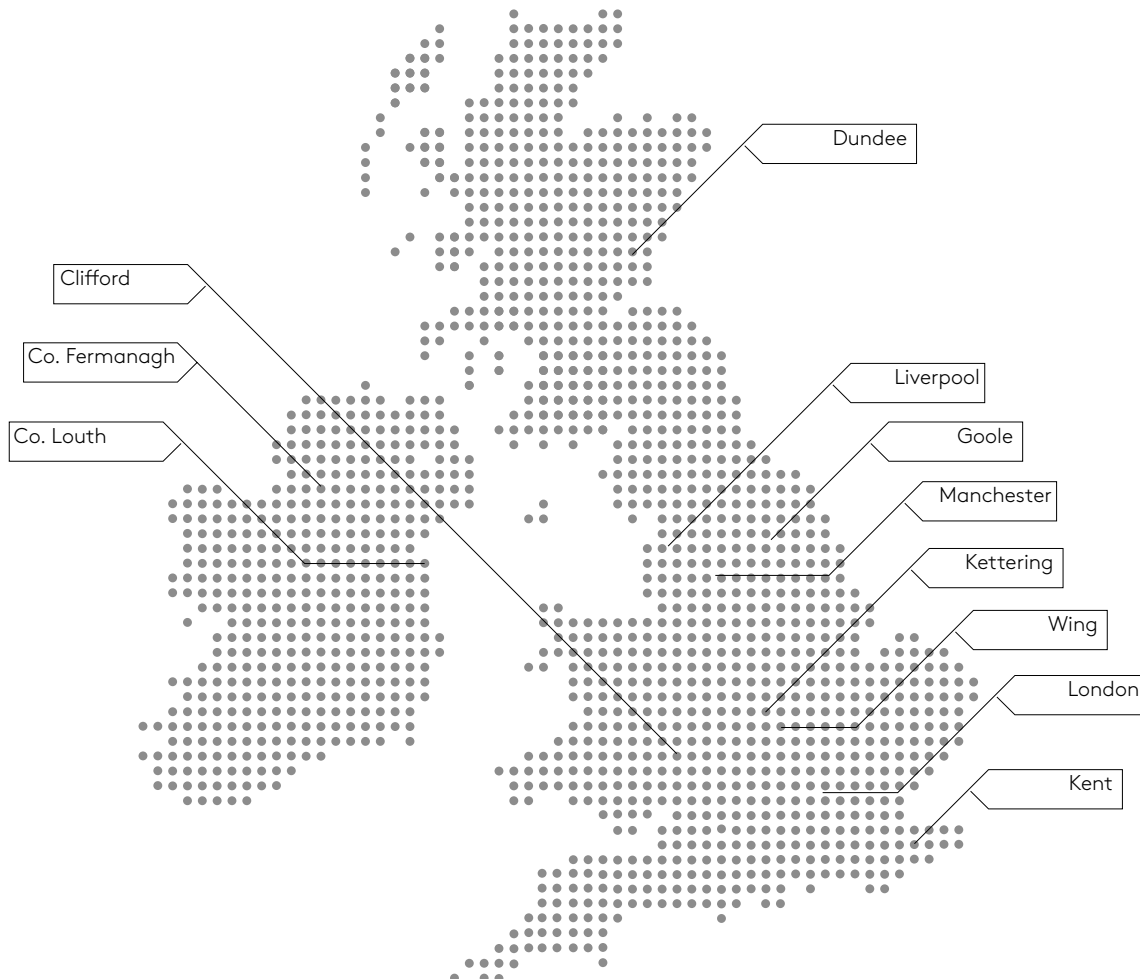 Dundee
Clifford
Co. Fermanagh
Liverpool
Co. Louth
Goole
Manchester
Kettering
Wing
London
Kent